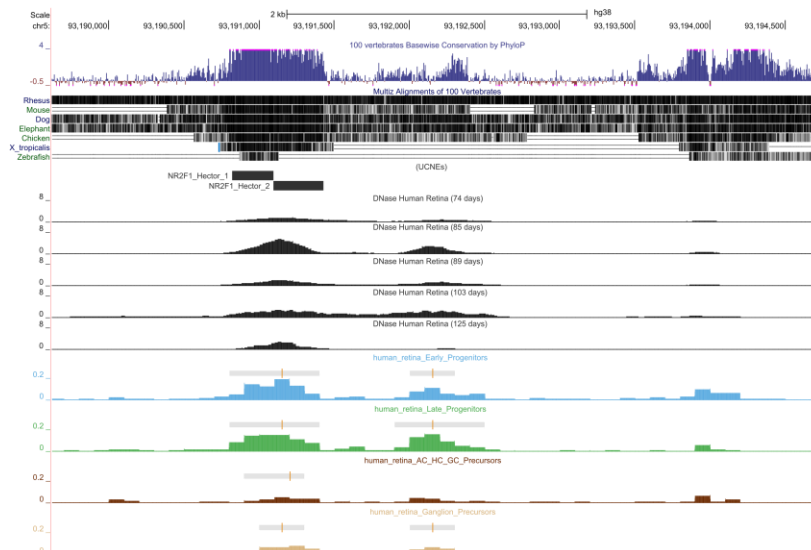 Scale 2 kb hg38
chr5: 93,190,000 93,190,500 93,191,000 93,191,500 93,192,000 93,192,500 93,193,000 93,193,500 93,194,000 93,194,500
100 vertebrates Basewise Conservation by PhyloP
4
-0.5
Multiz Alignments of 100 Vertebrates
Rhesus
Mouse
Dog
Elephant
Chicken
X_tropicalis
Zebrafish
(UCNEs)
NR2F1_Hector_1
NR2F1_Hector_2
DNase Human Retina (74 days)
8
0
DNase Human Retina (85 days)
8
0
DNase Human Retina (89 days)
8
0
DNase Human Retina (103 days)
8
0
DNase Human Retina (125 days)
8
0
human_retina_Early_Progenitors
0.2
0
human_retina_Late_Progenitors
0.2
0
human_retina_AC_HC_GC_Precursors
0.2
0
human_retina_Ganglion_Precursors
0.2